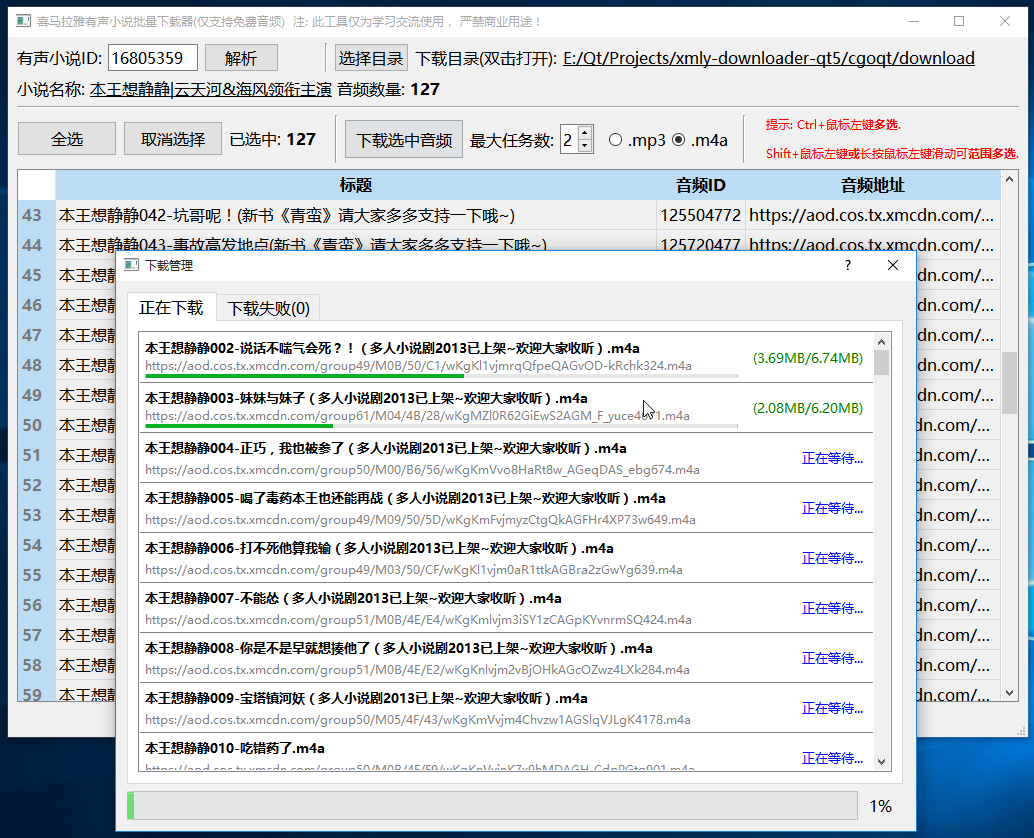 喜马拉雅有声小说批量下载器(仅支持免费音频) 注: 此工具仅为学习交流使用， 严禁商业用途！
有声小说ID: 16805359 解析 选择目录 下载目录(双击打开): E:/Qt/Projects/xmly-downloader-qt5/cgoqt/download
小说名称: 本王想静静|云天河&海风领衔主演 音频数量: 127
全选 取消选择 已选中: 127 下载选中音频 最大任务数: 2 .mp3 .m4a
提示: Ctrl+鼠标左键多选.
Shift+鼠标左键或长按鼠标左键滑动可范围多选.
标题 音频ID 音频地址
43 本王想静静042-坑哥呢！(新书《青蛮》请大家多多支持一下哦~) 125504772 https://aod.cos.tx.xmcdn.com/...
44 本王想静静043-事故高发地点(新书《青蛮》请大家多多支持一下哦~) 125720477 https://aod.cos.tx.xmcdn.com/...
45 本王想静 dn.com/...
46 本王想静 dn.com/...
47 本王想静 dn.com/...
48 本王想静 dn.com/...
49 本王想静 dn.com/...
50 本王想静 dn.com/...
51 本王想静 dn.com/...
52 本王想静 dn.com/...
53 本王想静 dn.com/...
54 本王想静 dn.com/...
55 本王想静 dn.com/...
56 本王想静 dn.com/...
57 本王想静 dn.com/...
58 本王想静 dn.com/...
59 本王想静 dn.com/...
下载管理 ?
正在下载 下载失败(0)
本王想静静002-说话不喘气会死？！（多人小说剧2013已上架~欢迎大家收听）.m4a
https://aod.cos.tx.xmcdn.com/group49/M0B/50/C1/wKgKl1vjmrqQfpeQAGvOD-kRchk324.m4a
(3.69MB/6.74MB)
本王想静静003-妹妹与妹子（多人小说剧2013已上架~欢迎大家收听）.m4a
(2.08MB/6.20MB)
本王想静静004-正巧，我也被参了（多人小说剧2013已上架~欢迎大家收听）.m4a
https://aod.cos.tx.xmcdn.com/group50/M00/B6/56/wKgKmVvo8HaRt8w_AGeqDAS_ebg674.m4a
正在等待...
本王想静静005-喝了毒药本王也还能再战（多人小说剧2013已上架~欢迎大家收听）.m4a
https://aod.cos.tx.xmcdn.com/group49/M09/50/5D/wKgKmFvjmyzCtgQkAGFHr4XP73w649.m4a
正在等待...
本王想静静006-打不死他算我输（多人小说剧2013已上架~欢迎大家收听）.m4a
https://aod.cos.tx.xmcdn.com/group49/M03/50/CF/wKgKl1vjm0aR1ttkAGBra2zGwYg639.m4a
正在等待...
本王想静静007-不能怂（多人小说剧2013已上架~欢迎大家收听）.m4a
https://aod.cos.tx.xmcdn.com/group51/M0B/4E/E4/wKgKmlvjm3iSY1zCAGpKYvnrmSQ424.m4a
正在等待...
本王想静静008-你是不是早就想揍他了（多人小说剧2013已上架~欢迎大家收听）.m4a
https://aod.cos.tx.xmcdn.com/group51/M0B/4E/E2/wKgKnlvjm2vBjOHkAGcOZwz4LXk284.m4a
正在等待...
本王想静静009-宝塔镇河妖（多人小说剧2013已上架~欢迎大家收听）.m4a
https://aod.cos.tx.xmcdn.com/group50/M05/4F/43/wKgKmVvjm4Chvzw1AGSlqVJLgK4178.m4a
正在等待...
本王想静静010-吃错药了.m4a
正在等待...
1%